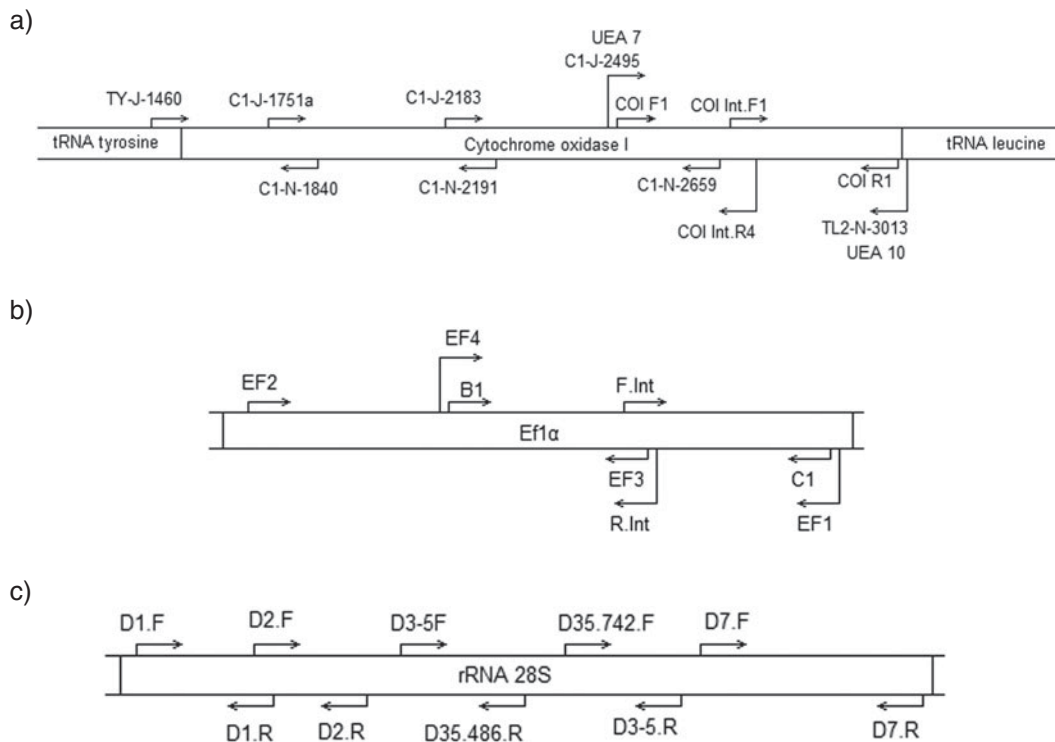 a)
UEA 7
C1-J-2495
TY-J-1460
C1-J-1751a
C1-J-2183
COI F1
COI Int.F1
tRNA tyrosine
Cytochrome oxidase I
tRNA leucine
C1-N-1840
C1-N-2191
C1-N-2659
COI R1
COI Int.R4
TL2-N-3013
UEA 10
b)
EF4
EF2
B1
F.Int
Ef1α
EF3
C1
R.Int
EF1
c)
D1.F
D2.F
D3-5F
D35.742.F
D7.F
rRNA 28S
D1.R
D2.R
D35.486.R
D3-5.R
D7.R